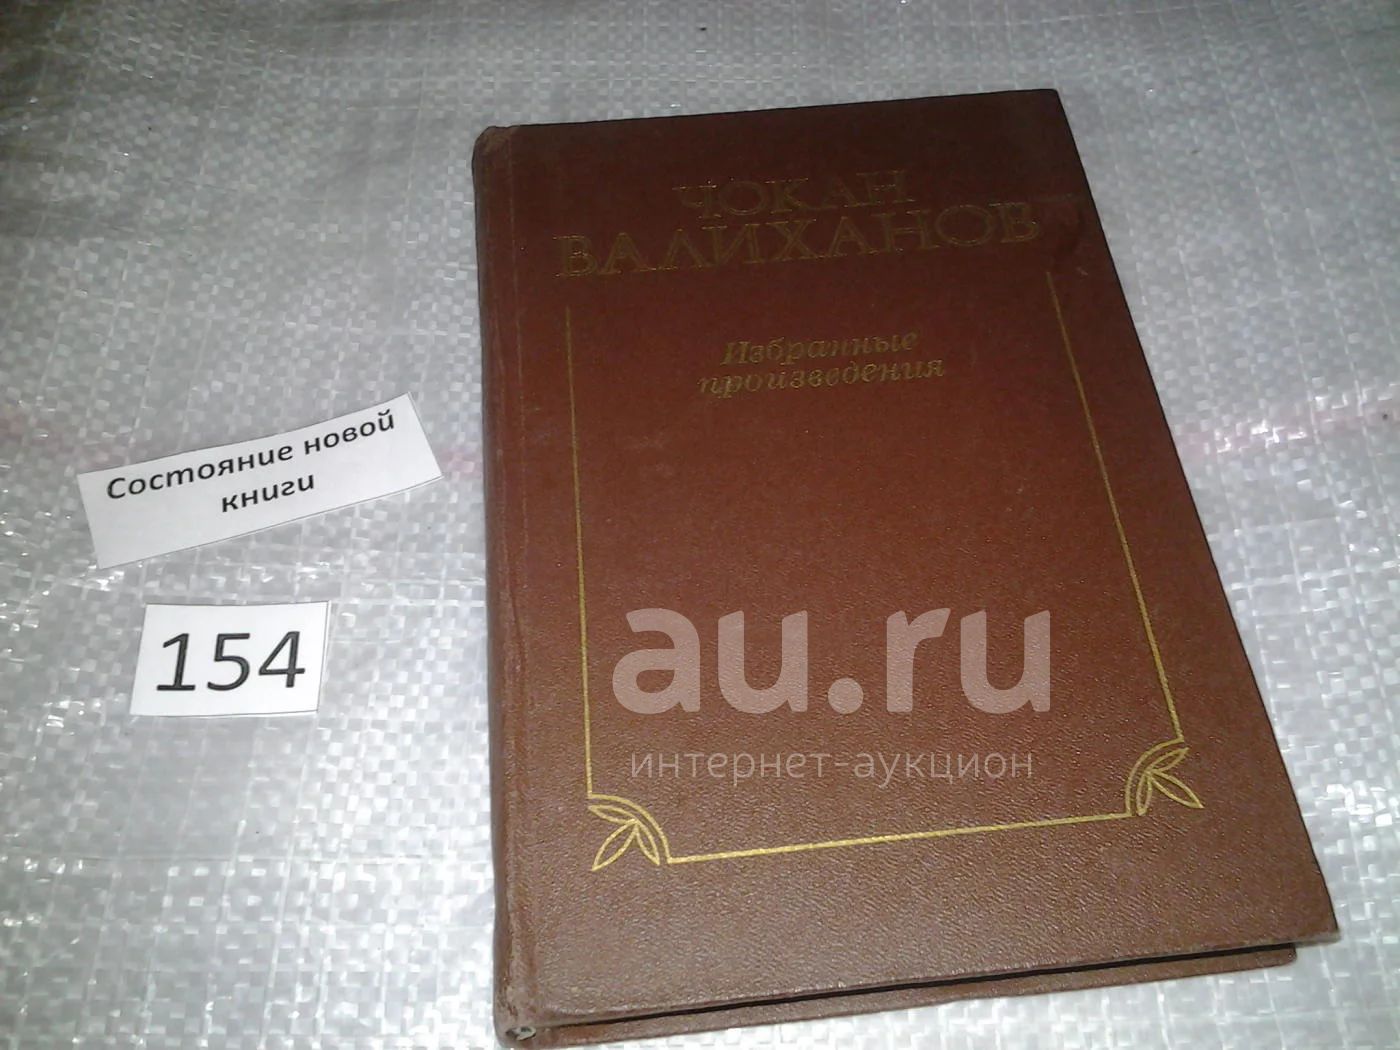 ЧОКАН
ВАЛИХАНОВ
Избранные
произведения
Состояние новой
книги
154
au.ru
интернет-аукцион